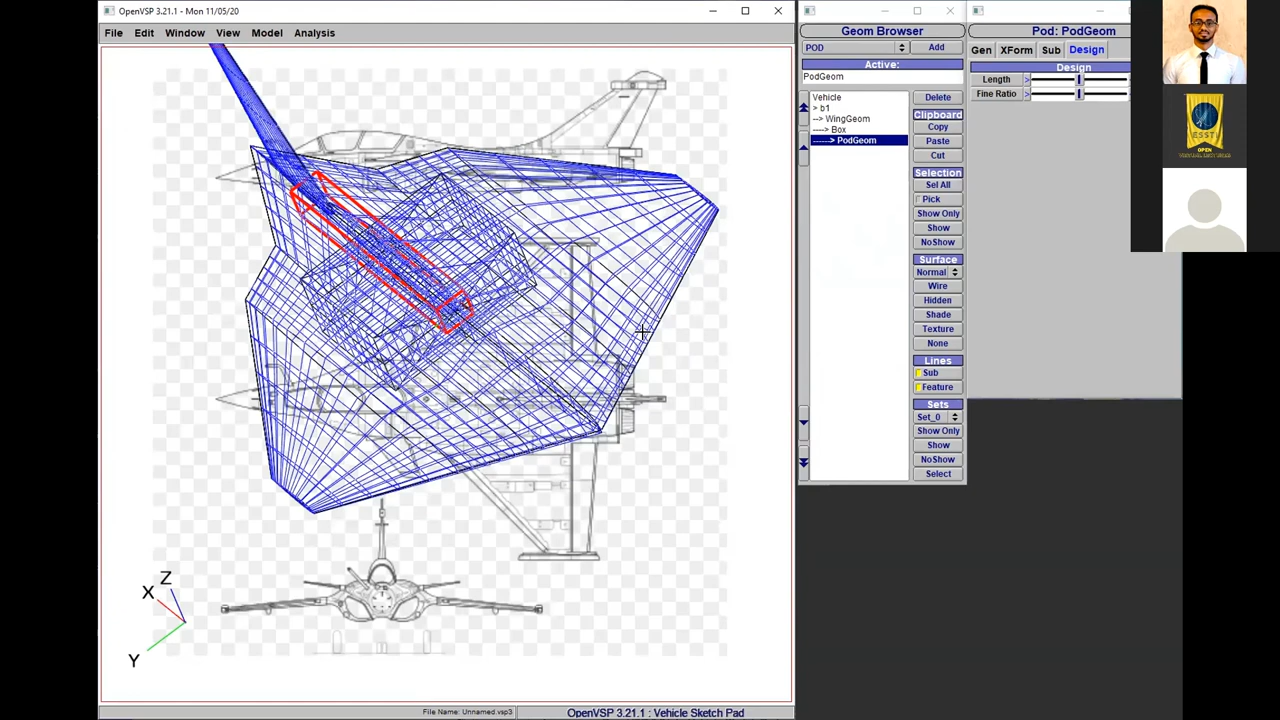 OpenVSP 3.21.1 - Mon 11/05/20
File Edit Window View Model Analysis
Z
X
Y
File Name: Unnamed.vsp3
OpenVSP 3.21.1 : Vehicle Sketch Pad
Geom Browser
POD
Add
Active:
PodGeom
Vehicle
> b1
--> WingGeom
----> Box
------> PodGeom
Delete
Clipboard
Copy
Paste
Cut
Selection
Sel All
Pick
Show Only
Show
NoShow
Surface
Normal
Wire
Hidden
Shade
Texture
None
Lines
Sub
Feature
Sets
Set_0
Show Only
Show
NoShow
Select
Pod: PodGeom
Gen XForm Sub Design
Design
Length >
Fine Ratio >
ESSTI
OPEN